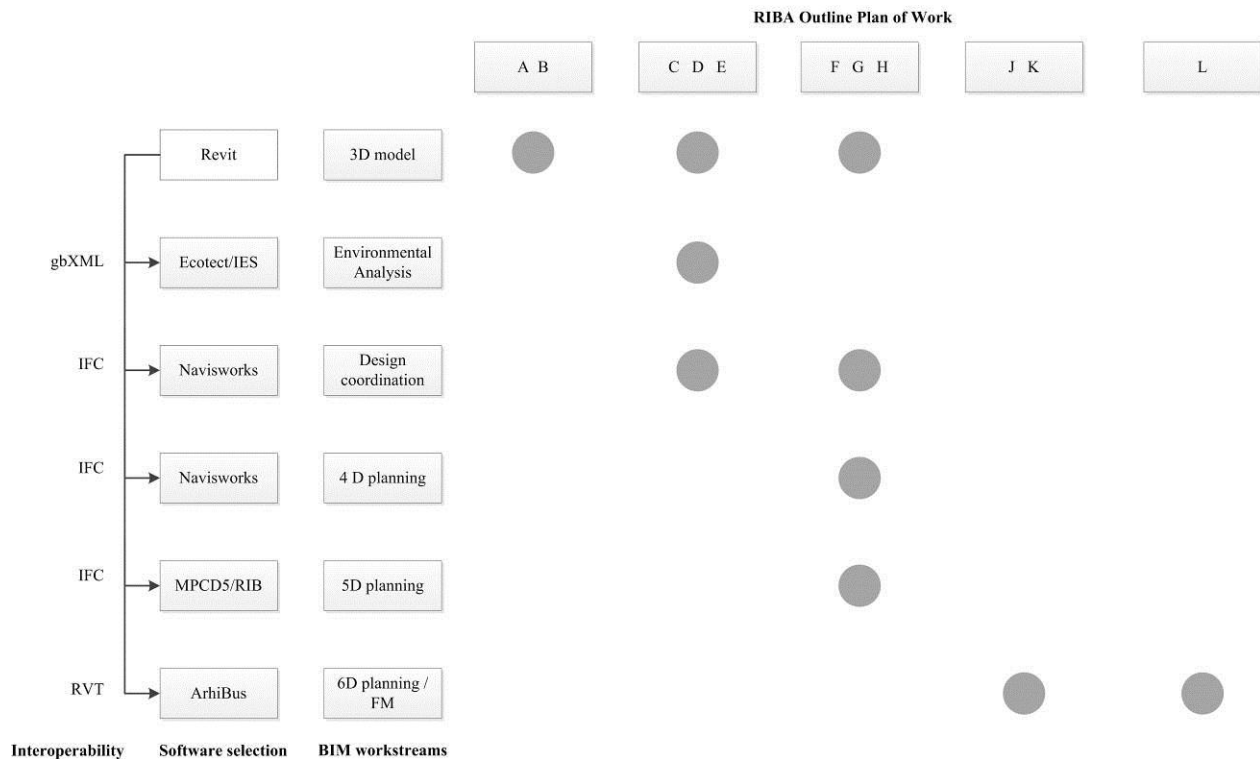 RIBA Outline Plan of Work
A B
C D E
F G H
J K
L
Revit
3D model
gbXML
Ecotect/IES
Environmental
Analysis
IFC
Navisworks
Design
coordination
IFC
Navisworks
4 D planning
IFC
MPCD5/RIB
5D planning
RVT
ArhiBus
6D planning /
FM
Interoperability
Software selection
BIM workstreams